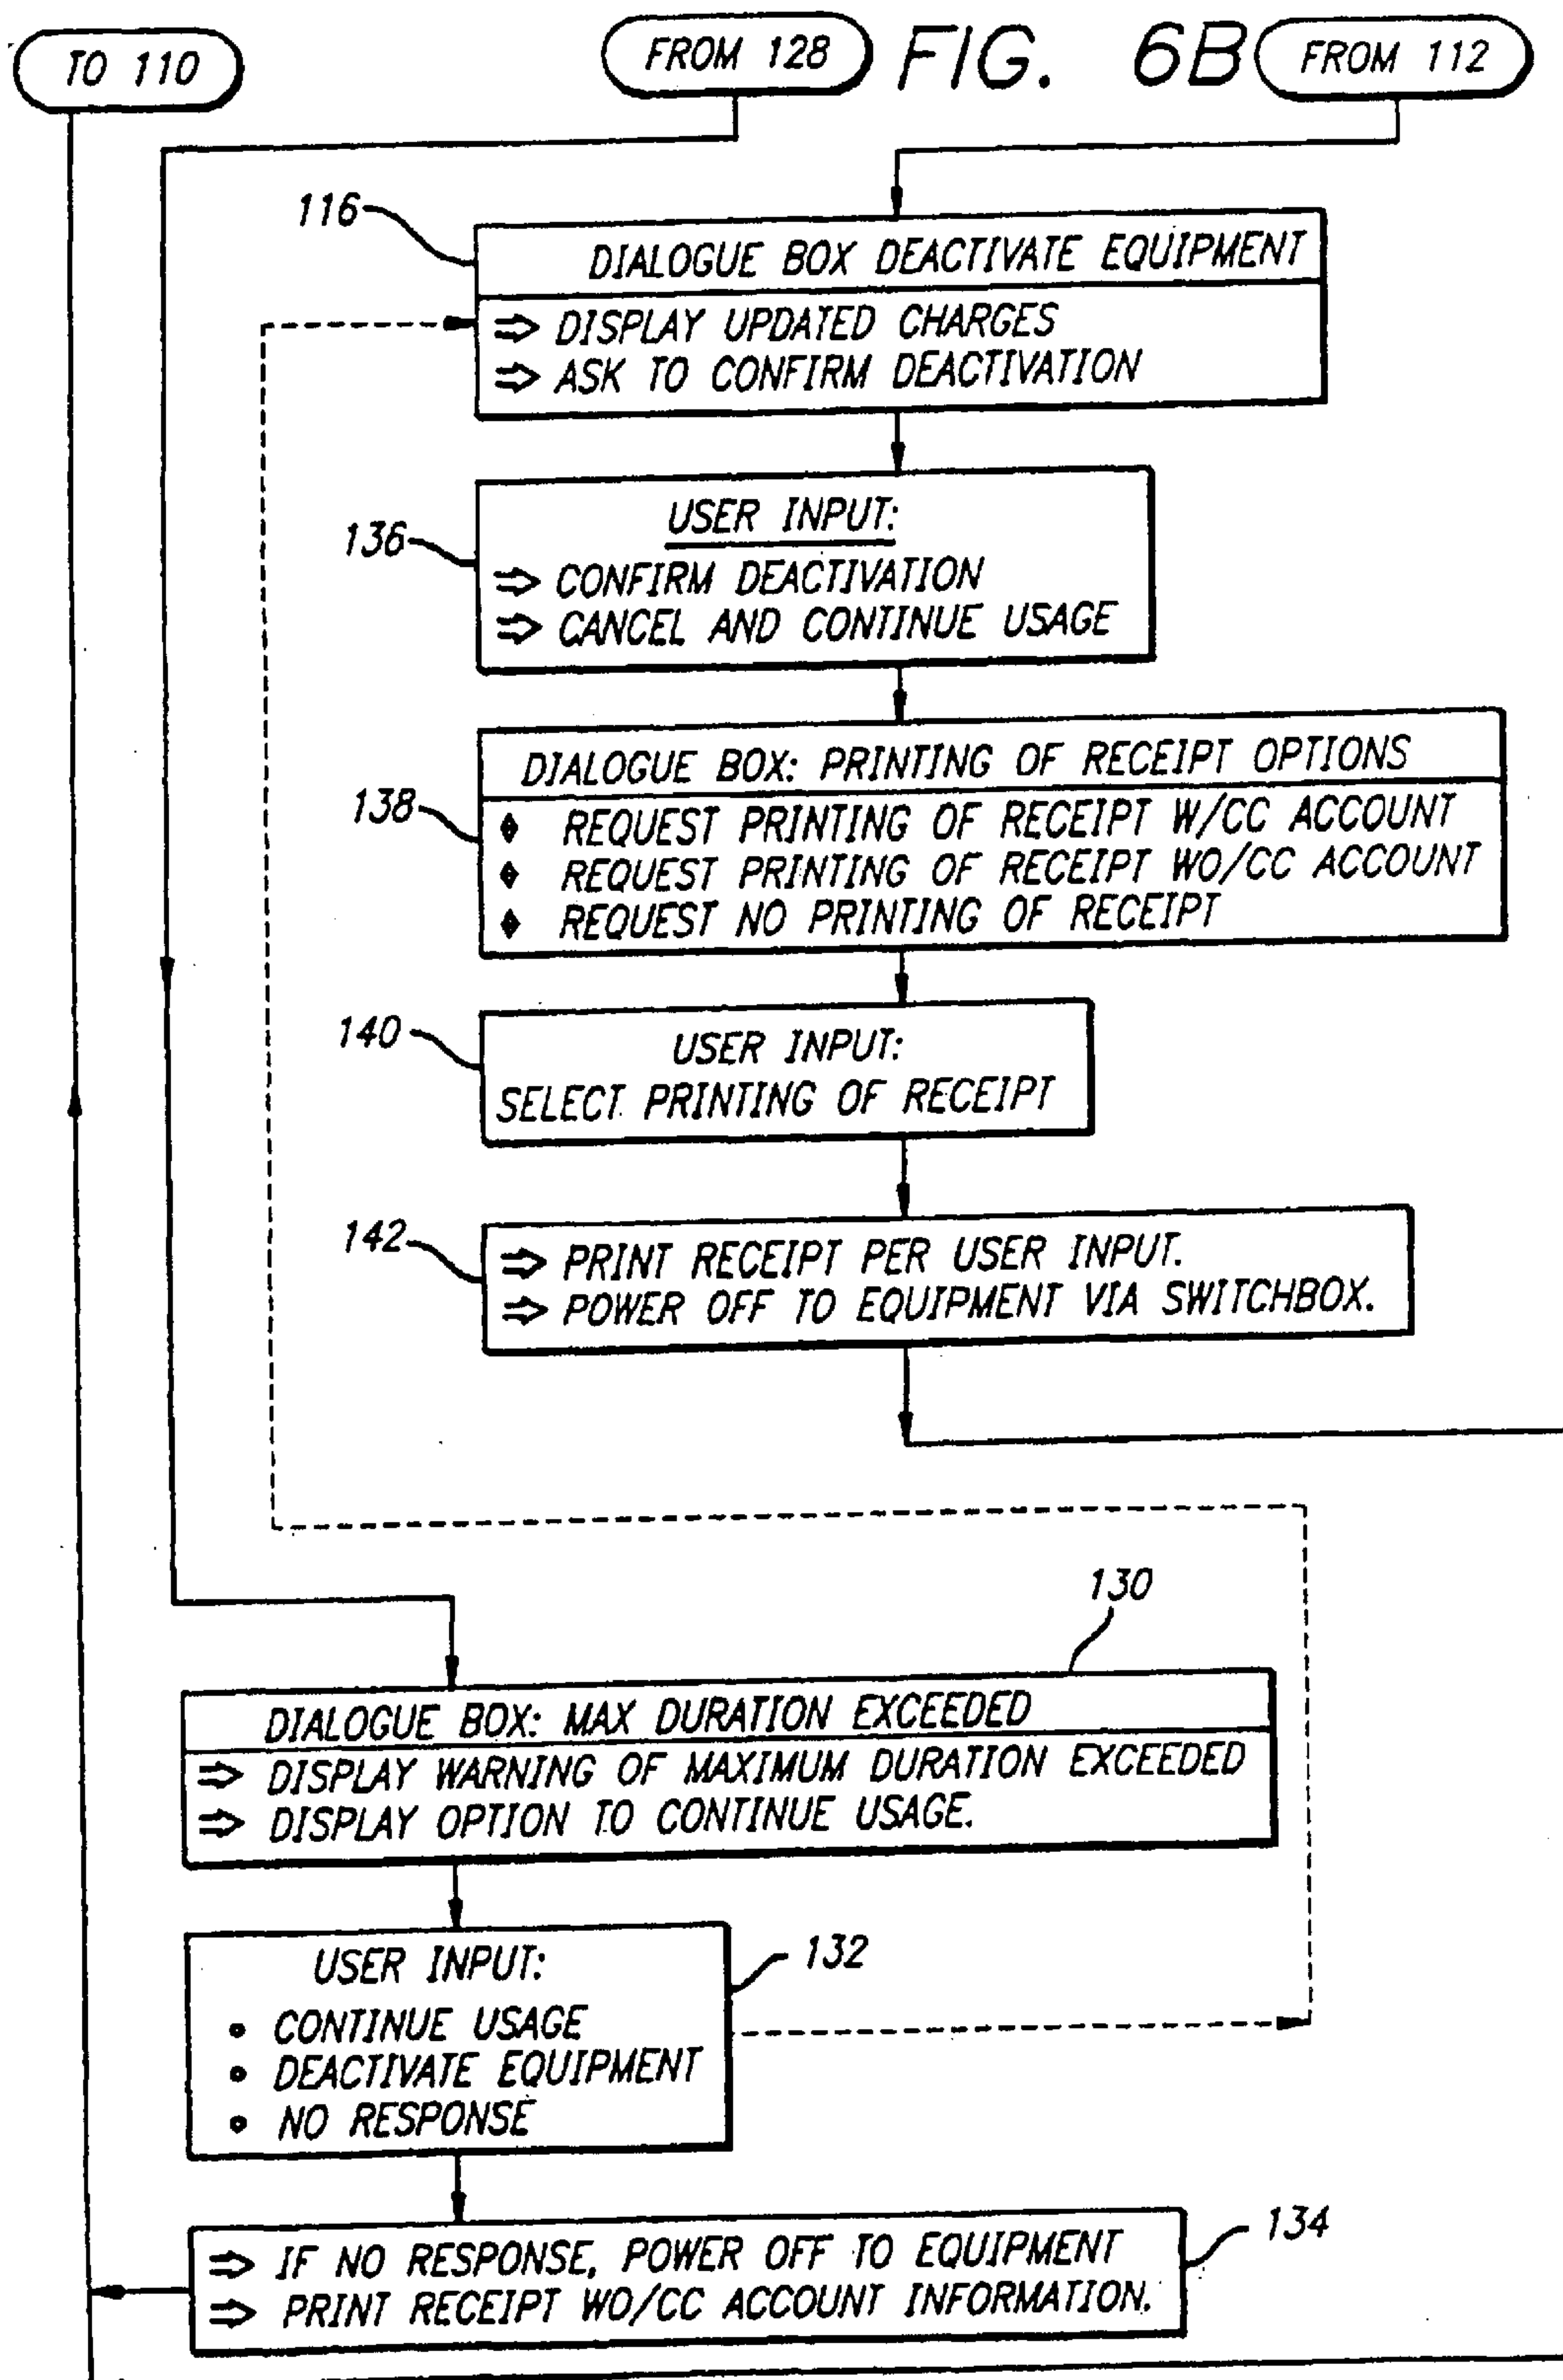 TO 110
FROM 128
FIG. 6B
FROM 112
116
DIALOGUE BOX DEACTIVATE EQUIPMENT
⇒ DISPLAY UPDATED CHARGES
⇒ ASK TO CONFIRM DEACTIVATION
136
USER INPUT:
⇒ CONFIRM DEACTIVATION
⇒ CANCEL AND CONTINUE USAGE
138
DIALOGUE BOX: PRINTING OF RECEIPT OPTIONS
♦ REQUEST PRINTING OF RECEIPT W/CC ACCOUNT
♦ REQUEST PRINTING OF RECEIPT WO/CC ACCOUNT
♦ REQUEST NO PRINTING OF RECEIPT
140
USER INPUT:
SELECT PRINTING OF RECEIPT
142
⇒ PRINT RECEIPT PER USER INPUT.
⇒ POWER OFF TO EQUIPMENT VIA SWITCHBOX.
130
DIALOGUE BOX: MAX DURATION EXCEEDED
⇒ DISPLAY WARNING OF MAXIMUM DURATION EXCEEDED
⇒ DISPLAY OPTION TO CONTINUE USAGE.
132
USER INPUT:
• CONTINUE USAGE
• DEACTIVATE EQUIPMENT
• NO RESPONSE
134
⇒ IF NO RESPONSE, POWER OFF TO EQUIPMENT
⇒ PRINT RECEIPT WO/CC ACCOUNT INFORMATION.